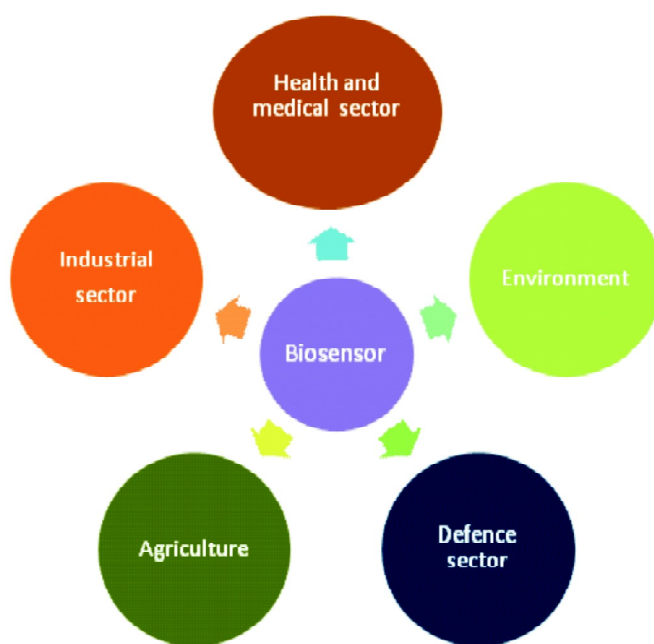 Health and
medical sector
Industrial
sector
Environment
Biosensor
Agriculture
Defence
sector